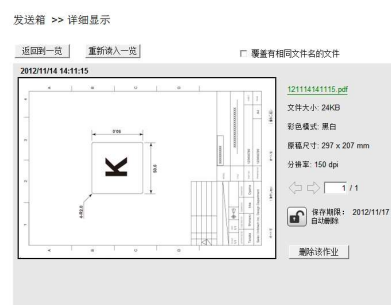 发送箱 >> 详细显示
返回到一览
重新读入一览
覆盖有相同文件名的文件
2012/11/14 14:11:15
121114141115.pdf
文件大小: 24KB
彩色模式: 黑白
原稿尺寸: 297 x 207 mm
分辨率: 150 dpi
1 / 1
保存期限: 2012/11/17
自动删除
删除该作业
K